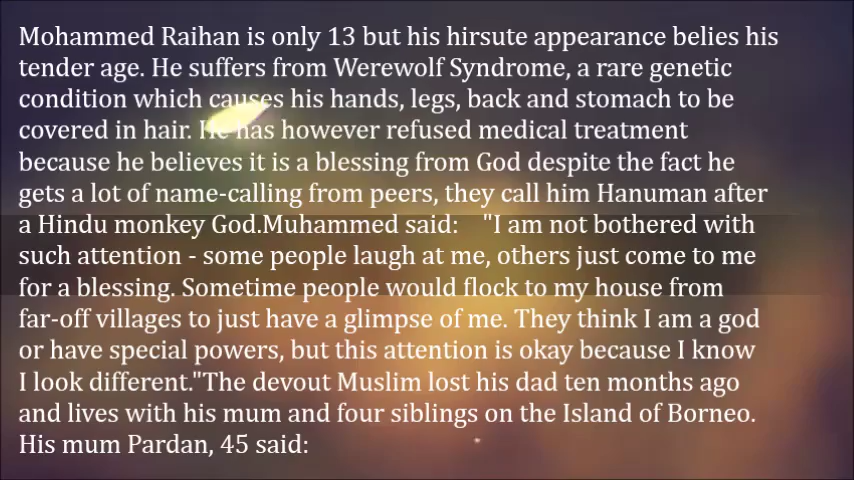 Mohammed Raihan is only 13 but his hirsute appearance belies his
tender age. He suffers from Werewolf Syndrome, a rare genetic
condition which causes his hands, legs, back and stomach to be
covered in hair. He has however refused medical treatment
because he believes it is a blessing from God despite the fact he
gets a lot of name-calling from peers, they call him Hanuman after
a Hindu monkey God.Muhammed said:    "I am not bothered with
such attention - some people laugh at me, others just come to me
for a blessing. Sometime people would flock to my house from
far-off villages to just have a glimpse of me. They think I am a god
or have special powers, but this attention is okay because I know
I look different."The devout Muslim lost his dad ten months ago
and lives with his mum and four siblings on the Island of Borneo.
His mum Pardan, 45 said: